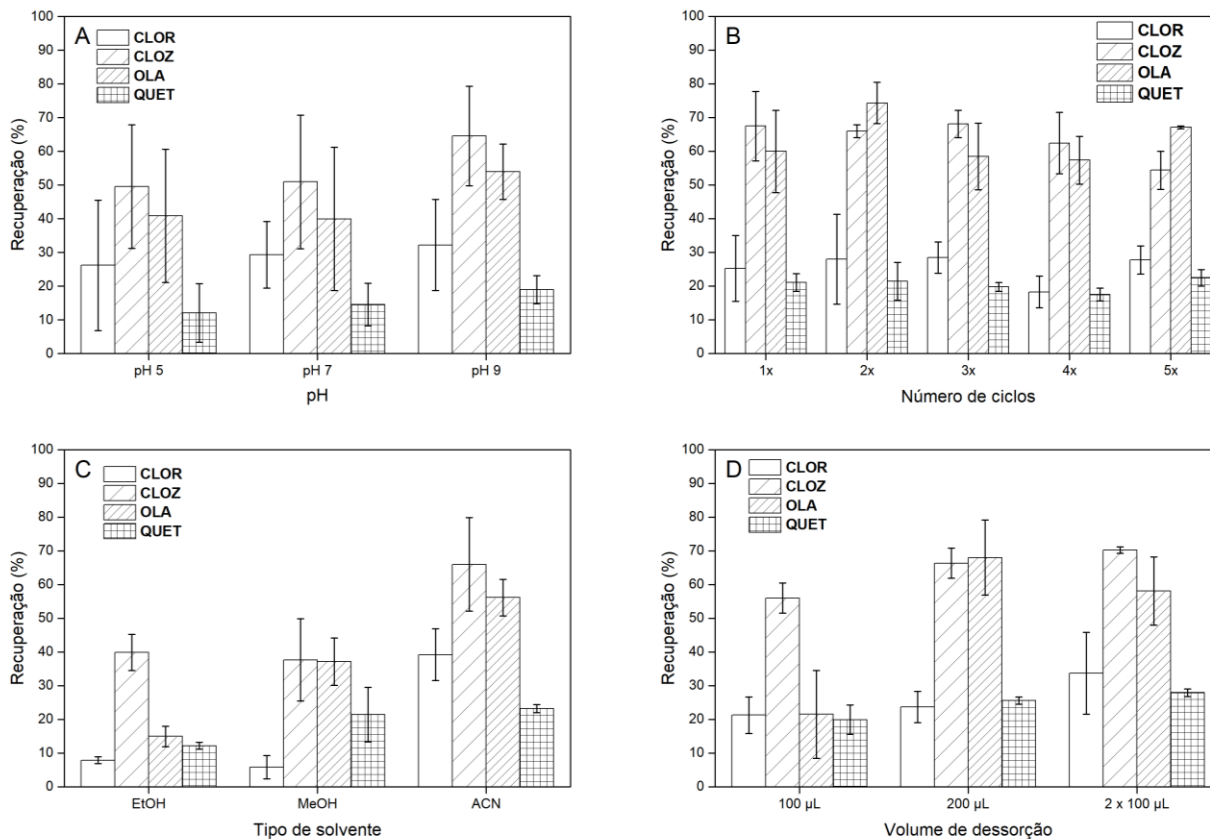 A
CLOR
CLOZ
OLA
QUET
Recuperação (%)
100
90
80
70
60
50
40
30
20
10
0
pH 5 pH 7 pH 9
pH
B
CLOR
CLOZ
OLA
QUET
Recuperação (%)
100
90
80
70
60
50
40
30
20
10
0
1x 2x 3x 4x 5x
Número de ciclos
C
CLOR
CLOZ
OLA
QUET
Recuperação (%)
100
90
80
70
60
50
40
30
20
10
0
EtOH MeOH ACN
Tipo de solvente
D
CLOR
CLOZ
OLA
QUET
Recuperação (%)
100
90
80
70
60
50
40
30
20
10
0
100 µL 200 µL 2 x 100 µL
Volume de dessorção